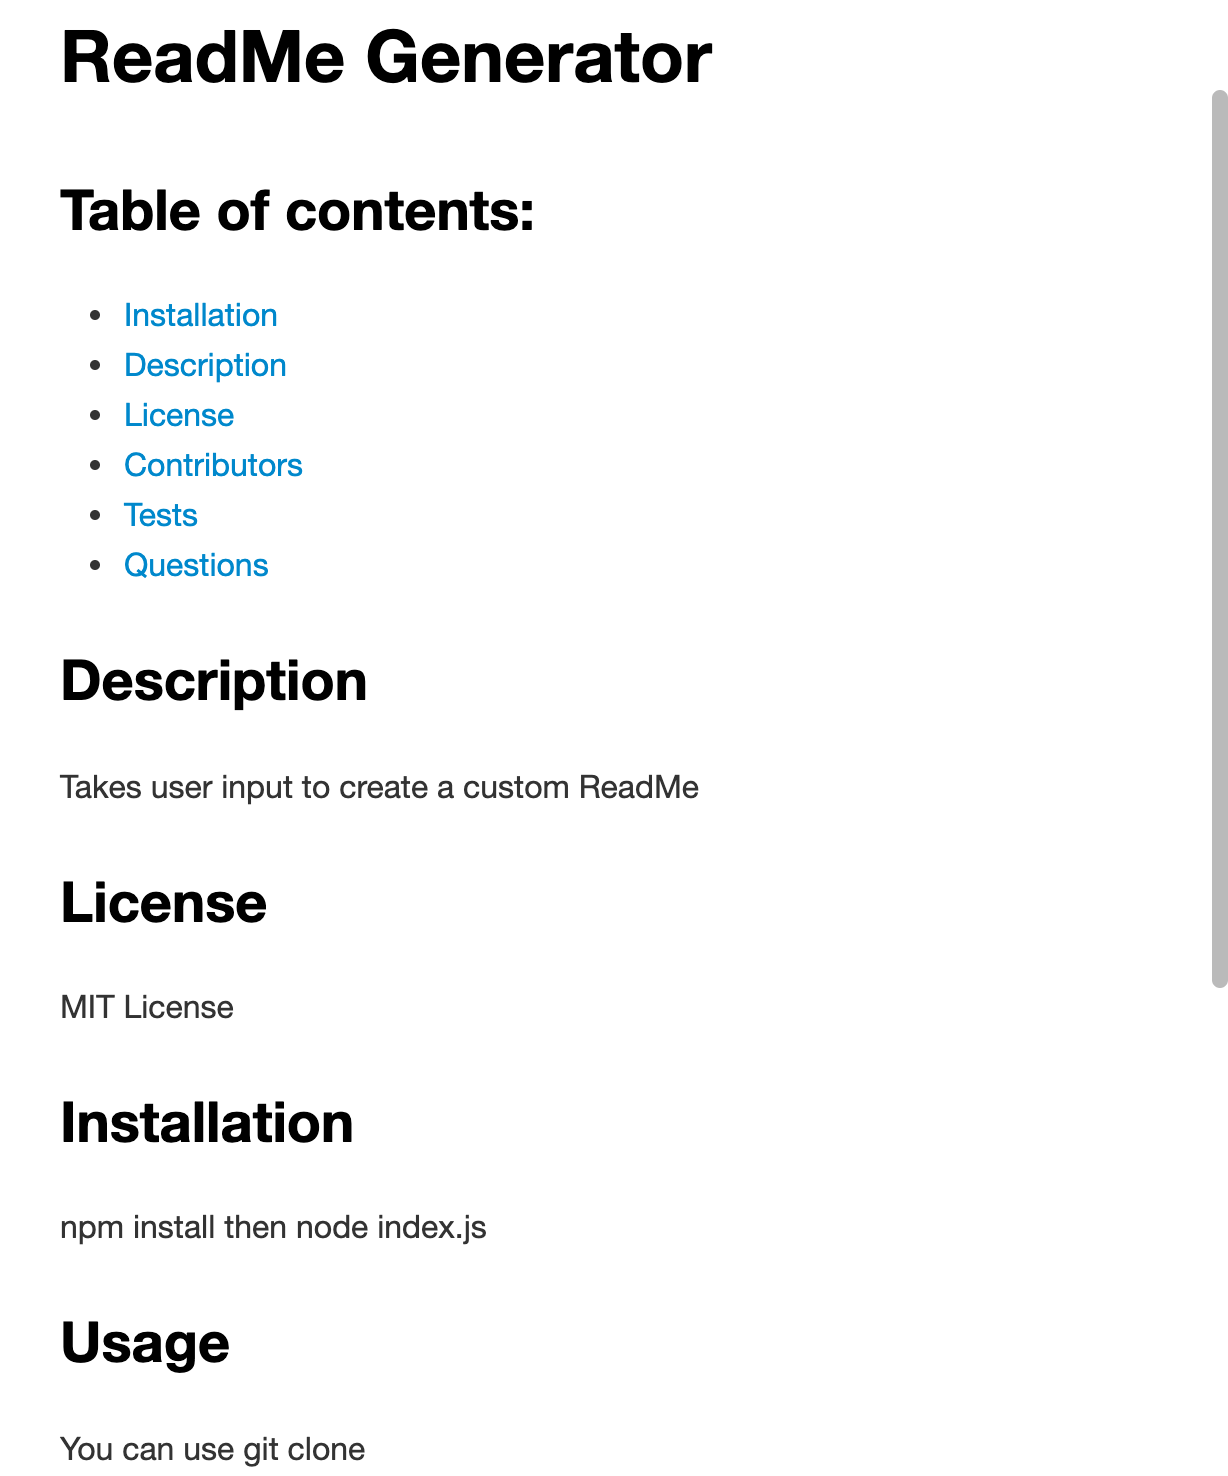 ReadMe Generator
Table of contents:
Installation
Description
License
Contributors
Tests
Questions
Description
Takes user input to create a custom ReadMe
License
MIT License
Installation
npm install then node index.js
Usage
You can use git clone